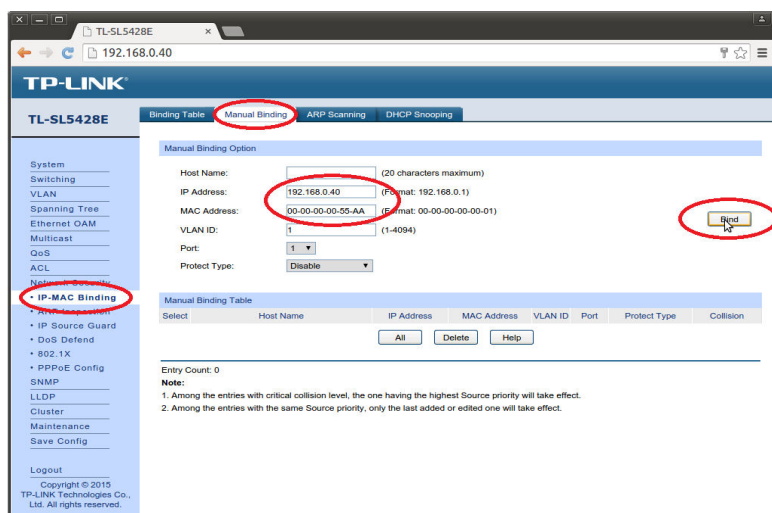 TL-SL5428E
192.168.0.40
TP-LINK®
TL-SL5428E
Binding Table Manual Binding ARP Scanning DHCP Snooping
System
Switching
VLAN
Spanning Tree
Ethernet OAM
Multicast
QoS
ACL
Network Security
• IP-MAC Binding
• ARP Inspection
• IP Source Guard
• DoS Defend
• 802.1X
• PPPoE Config
SNMP
LLDP
Cluster
Maintenance
Save Config
Logout
Copyright © 2015
TP-LINK Technologies Co.,
Ltd. All rights reserved.
Manual Binding Option
Host Name: (20 characters maximum)
IP Address: 192.168.0.40 (Format: 192.168.0.1)
MAC Address: 00-00-00-00-55-AA (Format: 00-00-00-00-00-01)
VLAN ID: 1 (1-4094)
Port: 1
Protect Type: Disable
Bind
Manual Binding Table
Select Host Name IP Address MAC Address VLAN ID Port Protect Type Collision
All Delete Help
Entry Count: 0
Note:
1. Among the entries with critical collision level, the one having the highest Source priority will take effect.
2. Among the entries with the same Source priority, only the last added or edited one will take effect.